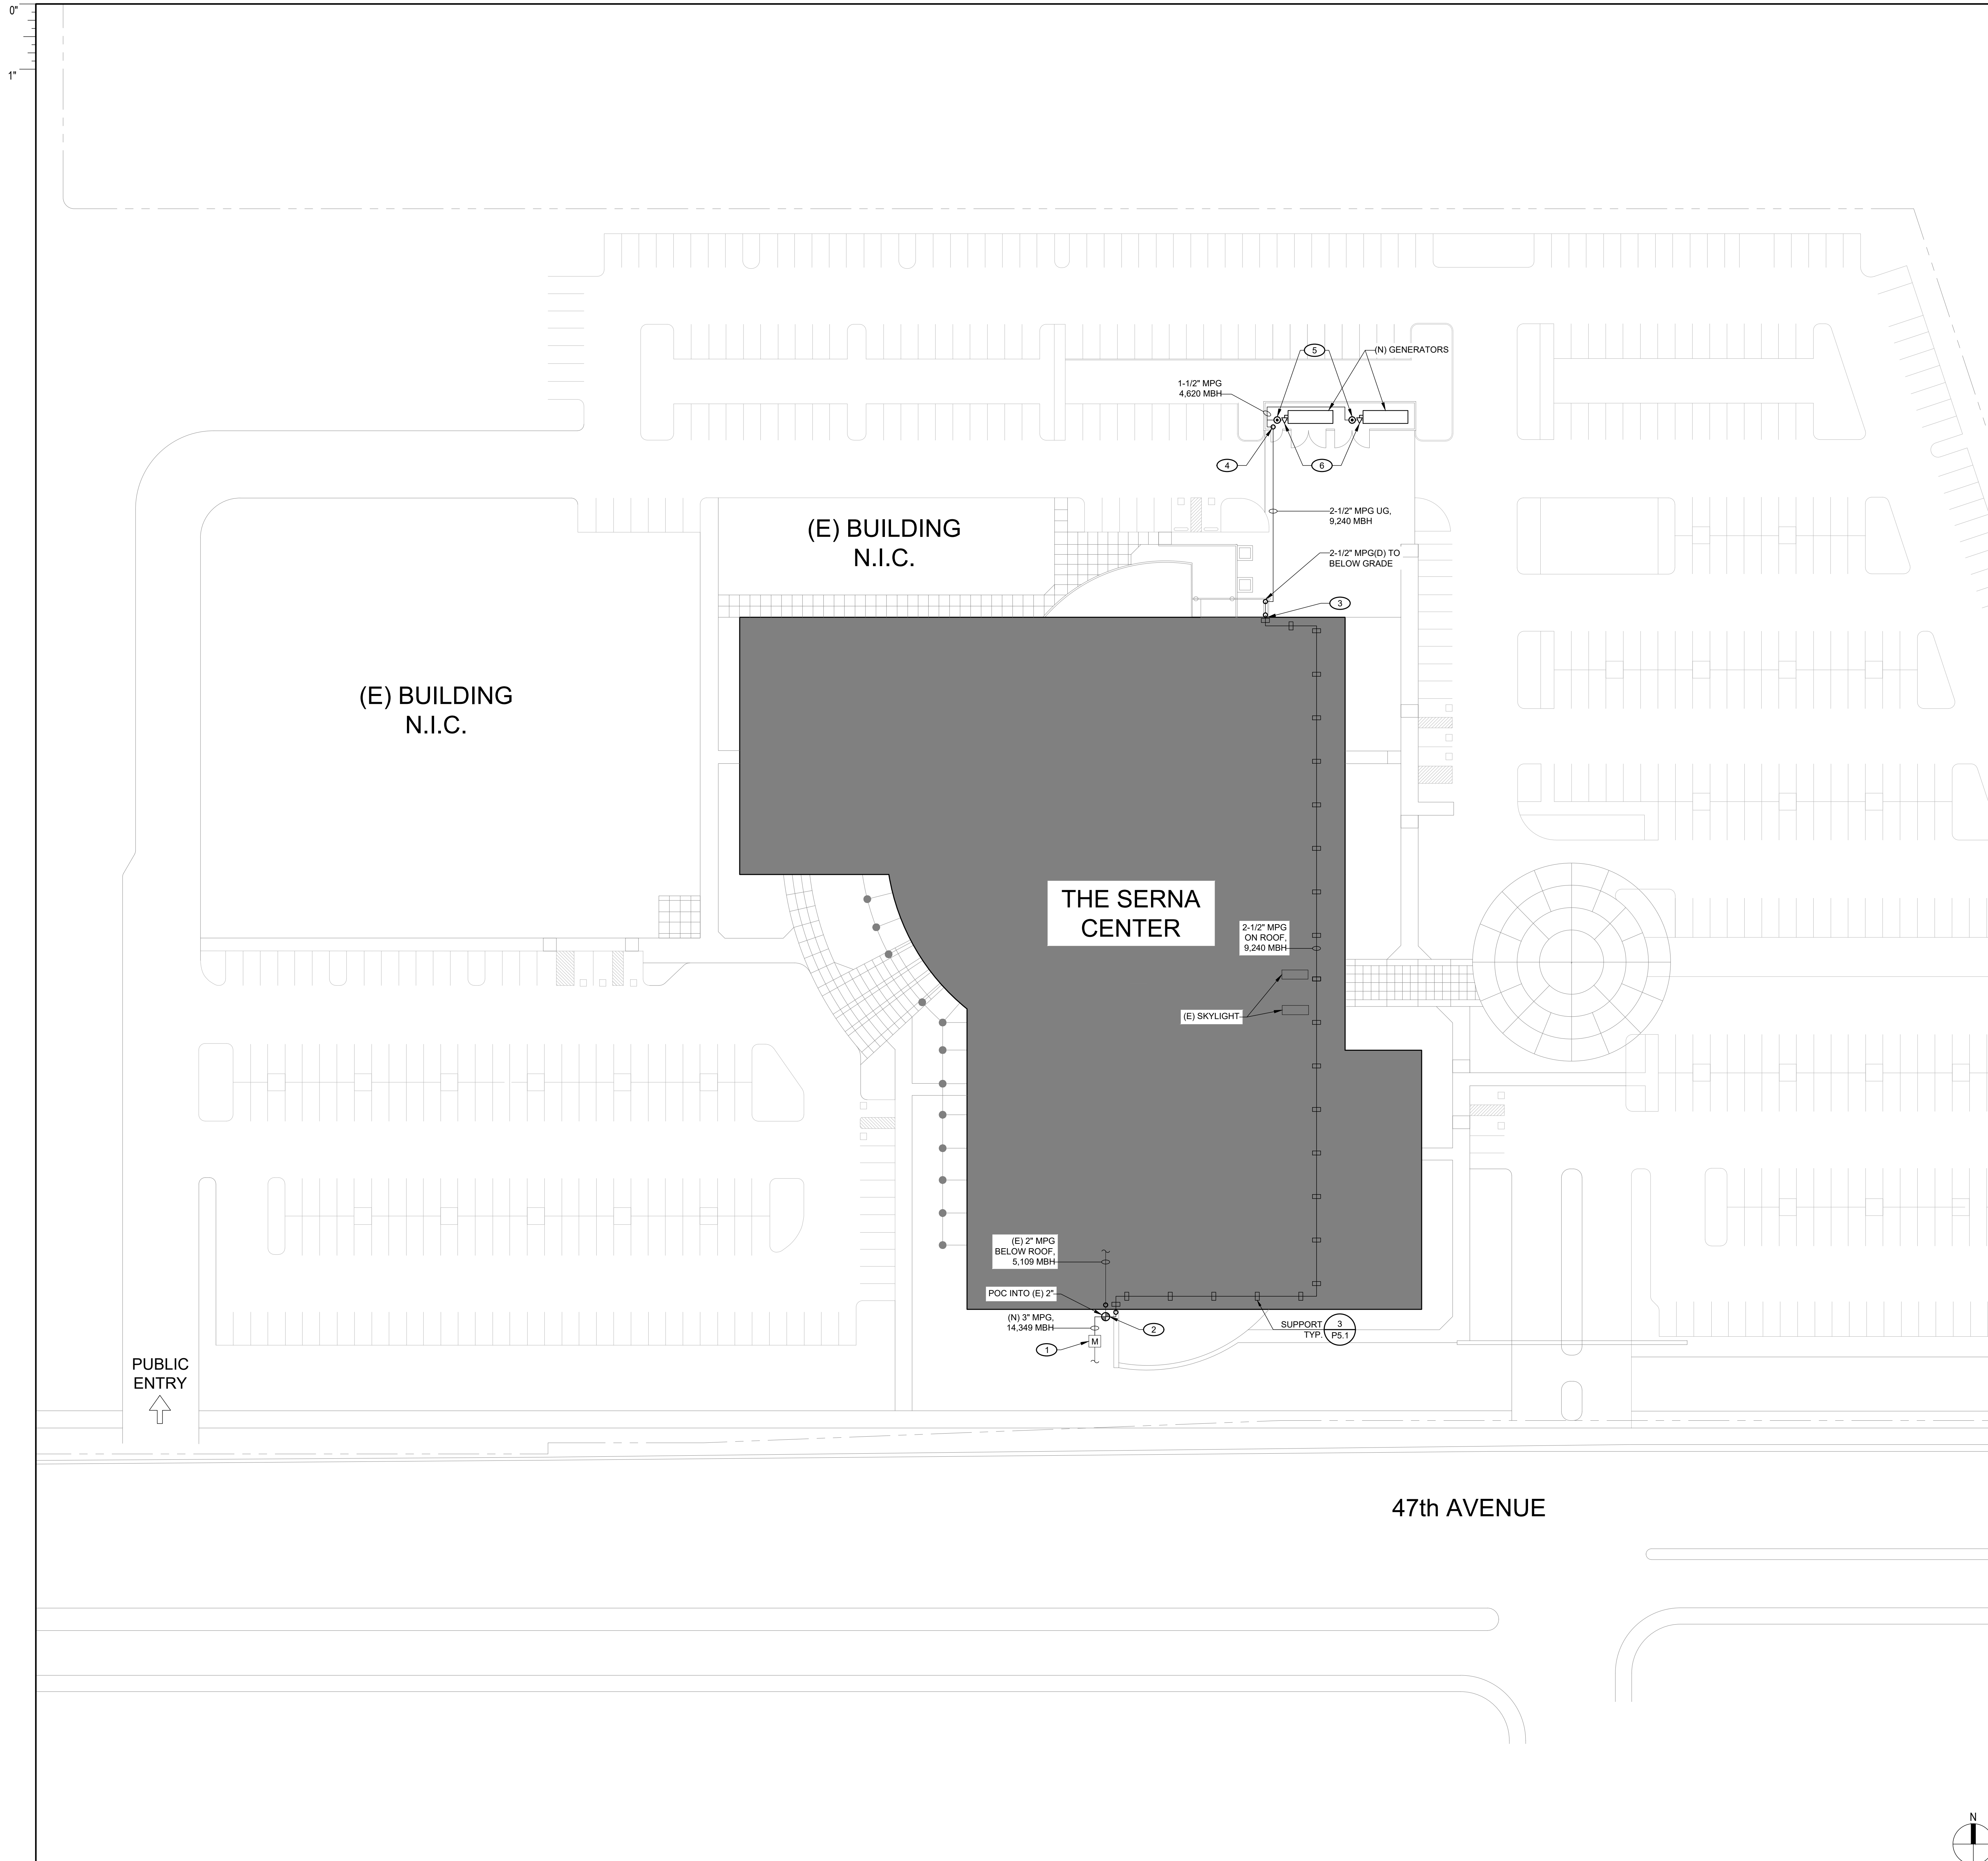 0"
1"
5
(N) GENERATORS
1-1/2" MPG
4,620 MBH
4
6
2-1/2" MPG UG,
9,240 MBH
(E) BUILDING
N.I.C.
2-1/2" MPG(D) TO
BELOW GRADE
3
(E) BUILDING
N.I.C.
THE SERNA
CENTER
2-1/2" MPG
ON ROOF,
9,240 MBH
(E) SKYLIGHT
(E) 2" MPG
BELOW ROOF,
5,109 MBH
POC INTO (E) 2"
(N) 3" MPG,
14,349 MBH
2
SUPPORT
TYP.
3
P5.1
M
1
PUBLIC
ENTRY
47th AVENUE
N